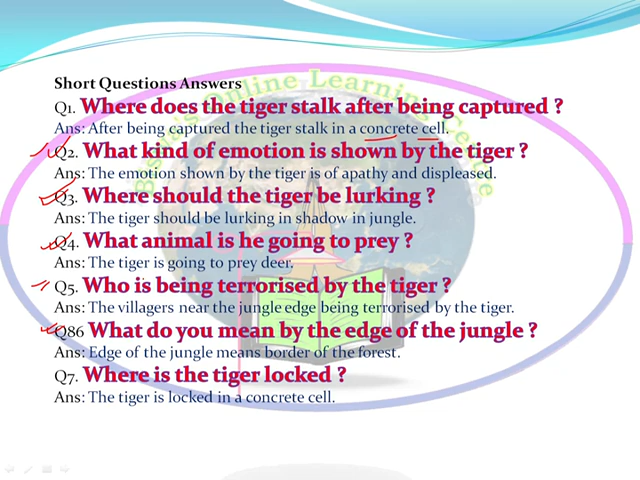 Short Questions Answers
Q1. Where does the tiger stalk after being captured ?
Ans: After being captured the tiger stalk in a concrete cell.
Q2. What kind of emotion is shown by the tiger ?
Ans: The emotion shown by the tiger is of apathy and displeased.
Q3. Where should the tiger be lurking ?
Ans: The tiger should be lurking in shadow in jungle.
Q4. What animal is he going to prey ?
Ans: The tiger is going to prey deer.
Q5. Who is being terrorised by the tiger ?
Ans: The villagers near the jungle edge being terrorised by the tiger.
Q86 What do you mean by the edge of the jungle ?
Ans: Edge of the jungle means border of the forest.
Q7. Where is the tiger locked ?
Ans: The tiger is locked in a concrete cell.
Online Learning Centre